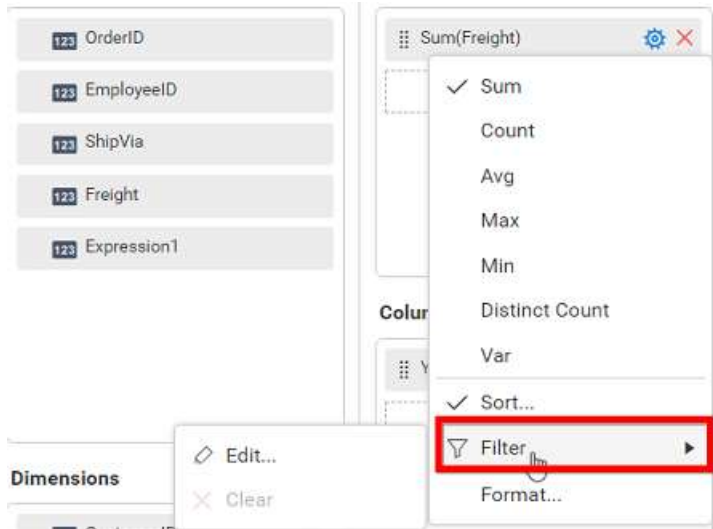 OrderID
EmployeeID
ShipVia
Freight
Expression1
Sum(Freight)
Sum
Count
Avg
Max
Min
Distinct Count
Var
Sort...
Filter
Format...
Colur
Y
Edit...
Clear
Dimensions